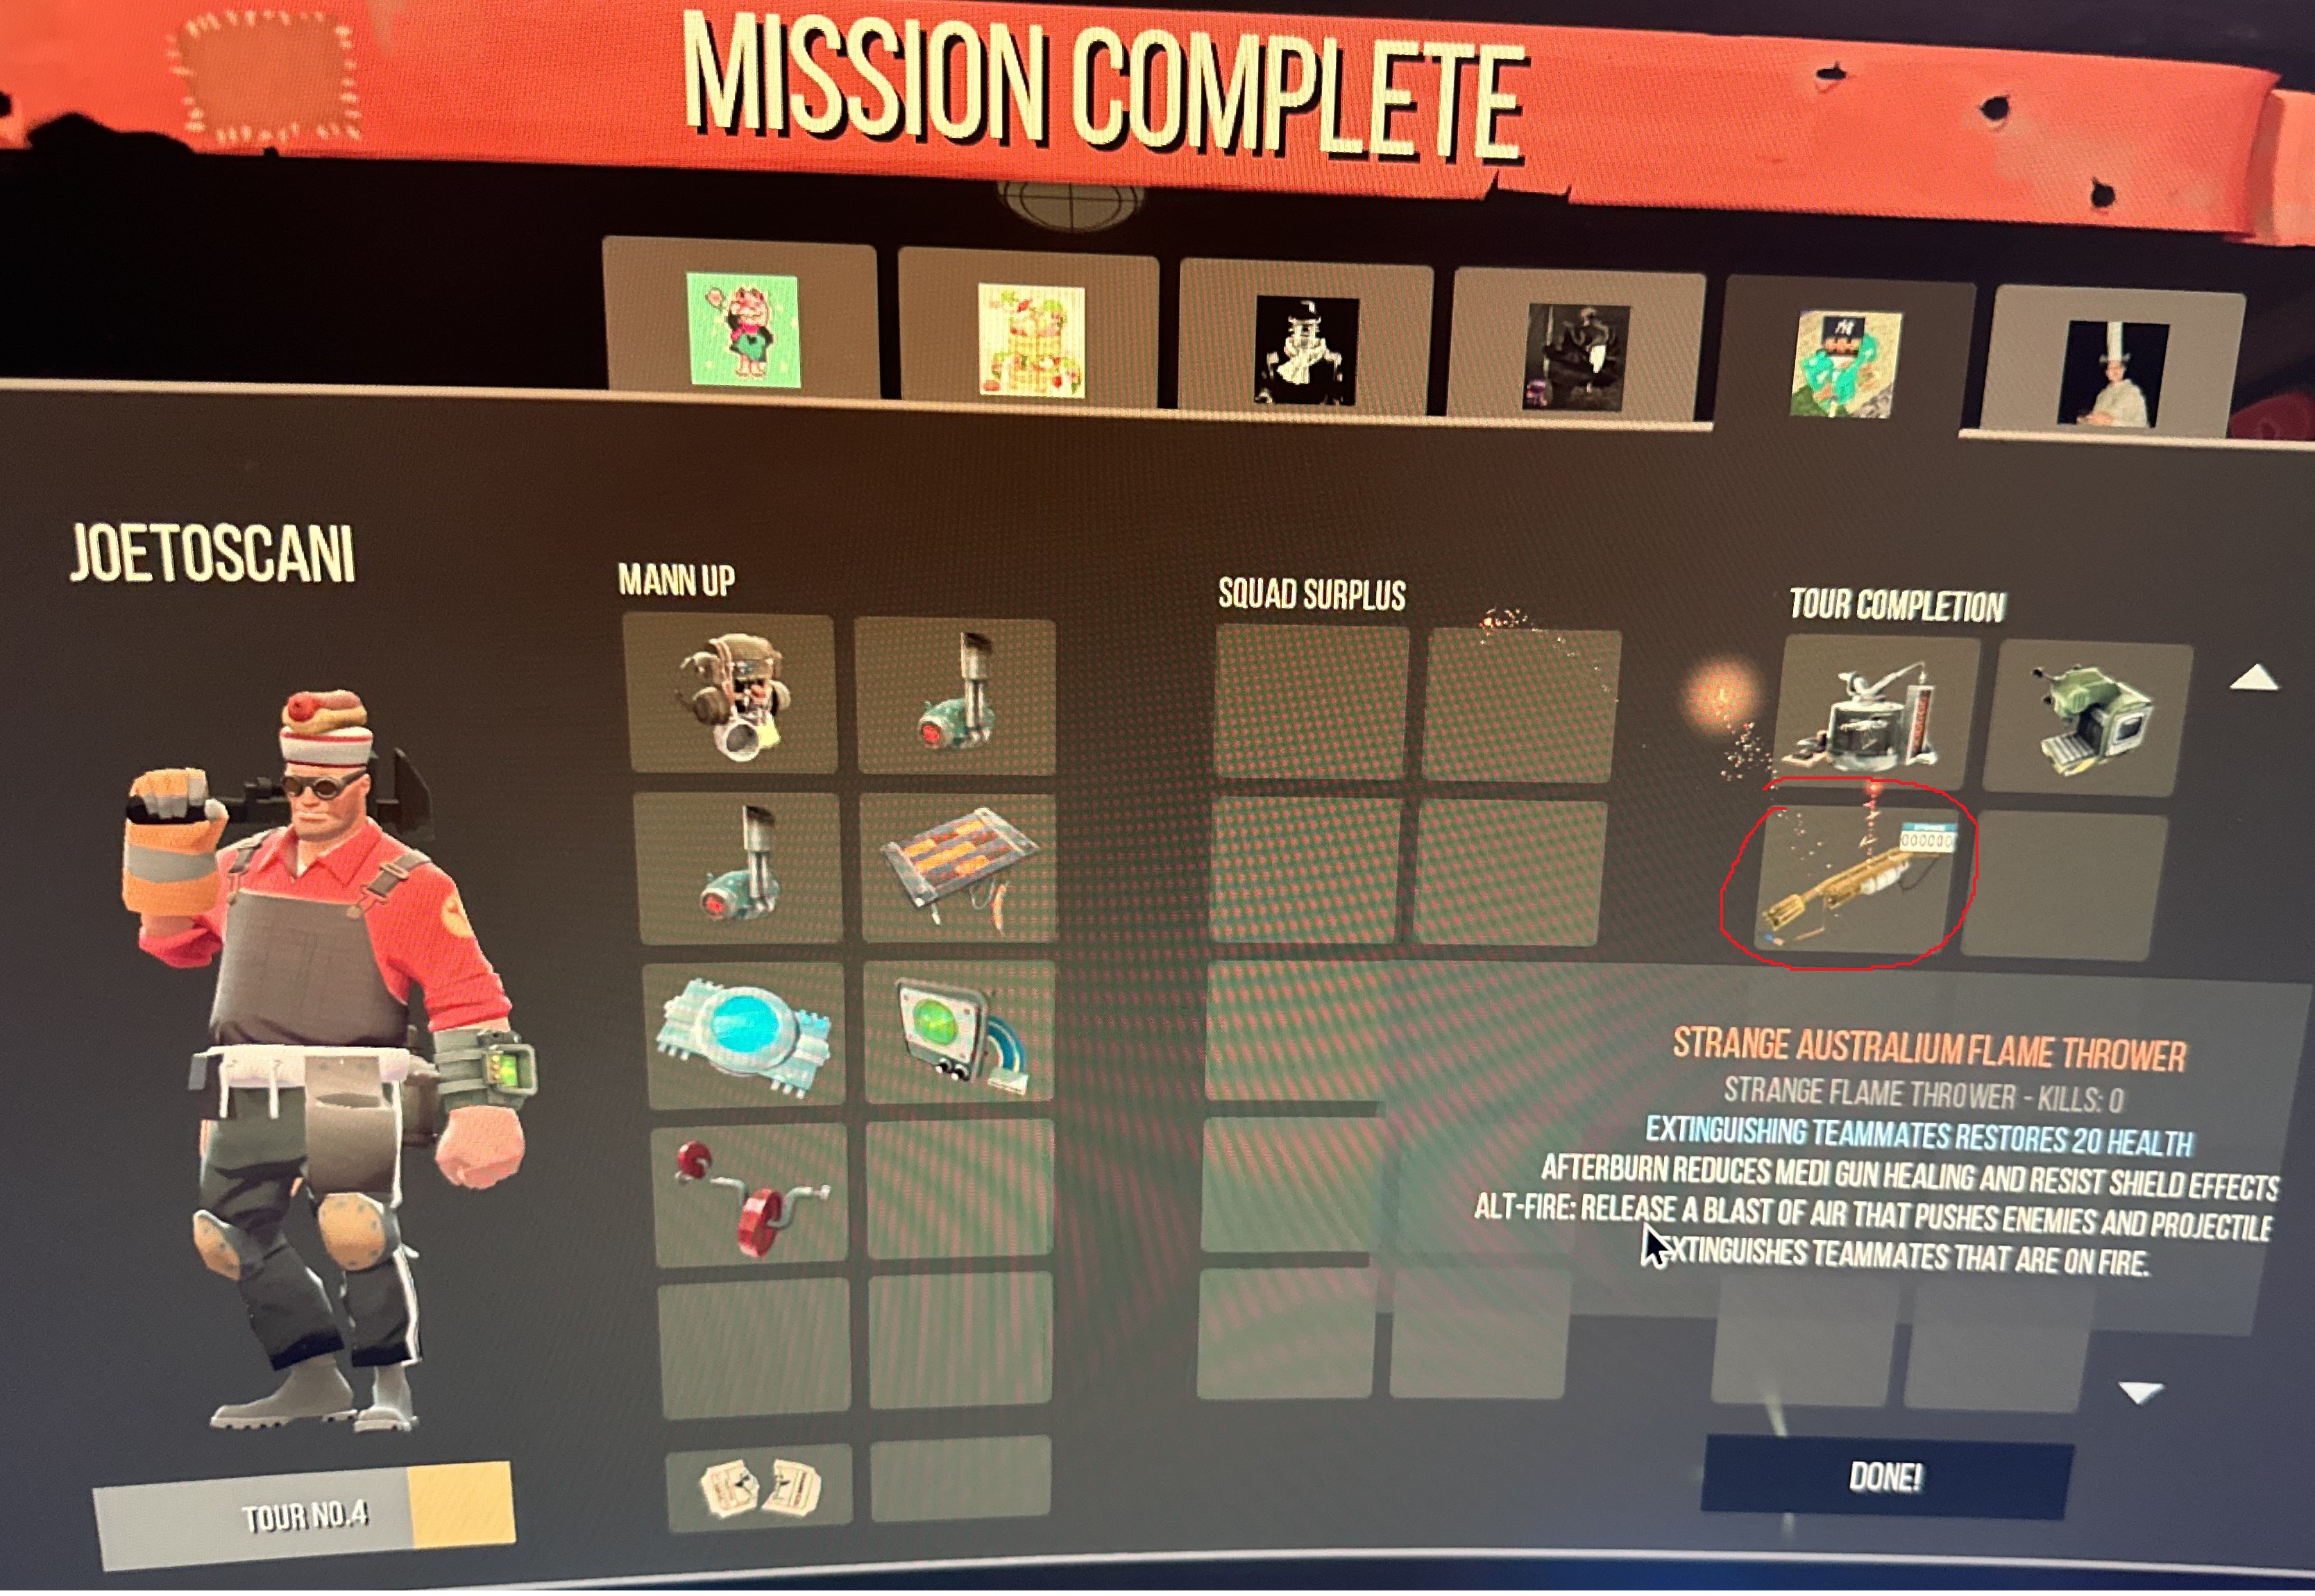 MISSION COMPLETE
JOETOSCANI
MANN UP
SQUAD SURPLUS
TOUR COMPLETION
000000
STRANGE AUSTRALIUM FLAME THROWER
STRANGE FLAME THROWER - KILLS: 0
EXTINGUISHING TEAMMATES RESTORES 20 HEALTH
AFTERBURN REDUCES MEDI GUN HEALING AND RESIST SHIELD EFFECTS
ALT-FIRE: RELEASE A BLAST OF AIR THAT PUSHES ENEMIES AND PROJECTILE
EXTINGUISHES TEAMMATES THAT ARE ON FIRE.
TOUR NO.4
DONE!